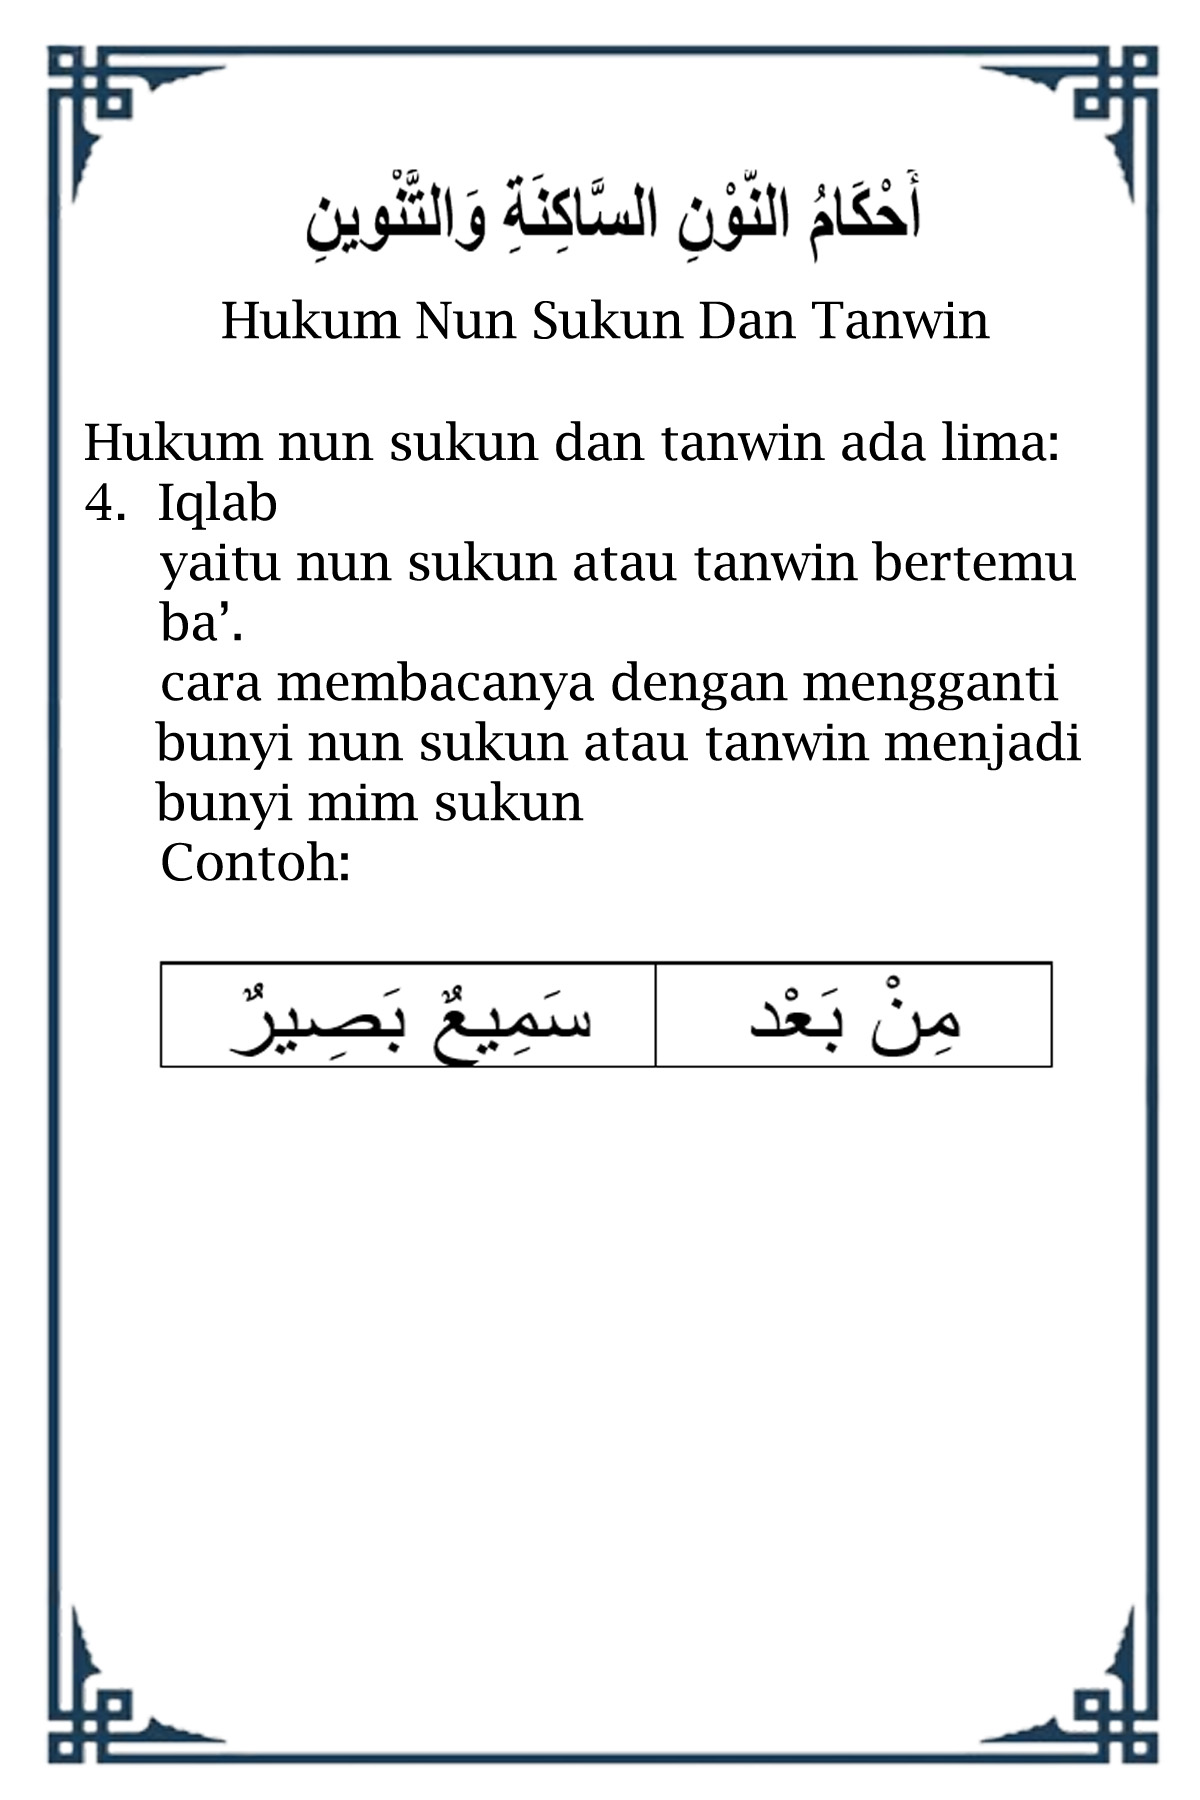 أَحْكَامُ النّوْنِ السَّاكِنَةِ وَالتَّنْوينِ
Hukum Nun Sukun Dan Tanwin
Hukum nun sukun dan tanwin ada lima:
4. Iqlab
yaitu nun sukun atau tanwin bertemu
ba’.
cara membacanya dengan mengganti
bunyi nun sukun atau tanwin menjadi
bunyi mim sukun
Contoh:
مِنْ بَعْد
سَمِيعٌ بَصِيرٌ